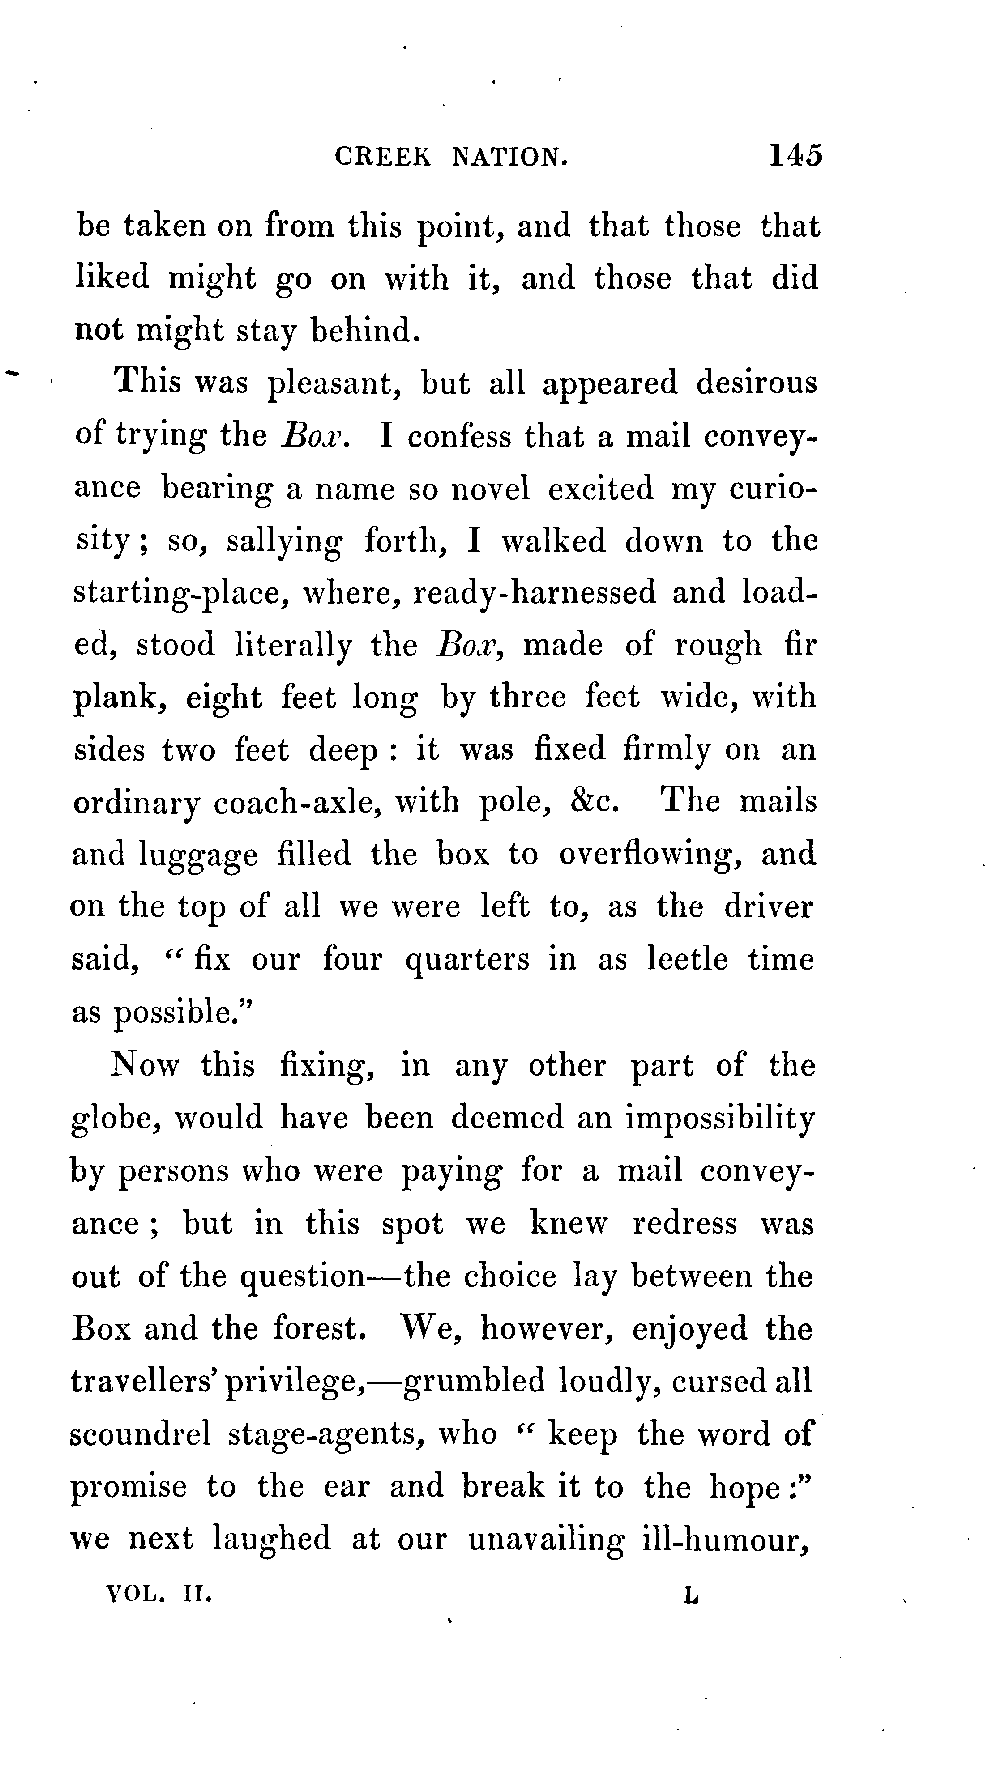 CREEK NATION. 145
be taken on from this point, and that those that
liked might go on with it, and those that did
not might stay behind.
This was pleasant, but all appeared desirous
of trying the Box. I confess that a mail convey-
ance bearing a name so novel excited my curio-
sity ; so, sallying forth, I walked down to the
starting-place, where, ready-harnessed and load-
ed, stood literally the Box, made of rough fir
plank, eight feet long by three feet wide, with
sides two feet deep : it was fixed firmly on an
ordinary coach-axle, with pole, &c. The mails
and luggage filled the box to overflowing, and
on the top of all we were left to, as the driver
said, “ fix our four quarters in as leetle time
as possible.”
Now this fixing, in any other part of the
globe, would have been deemed an impossibility
by persons who were paying for a mail convey-
ance ; but in this spot we knew redress was
out of the question—the choice lay between the
Box and the forest. We, however, enjoyed the
travellers’ privilege,—grumbled loudly, cursed all
scoundrel stage-agents, who “ keep the word of
promise to the ear and break it to the hope :”
we next laughed at our unavailing ill-humour,
VOL. II. L